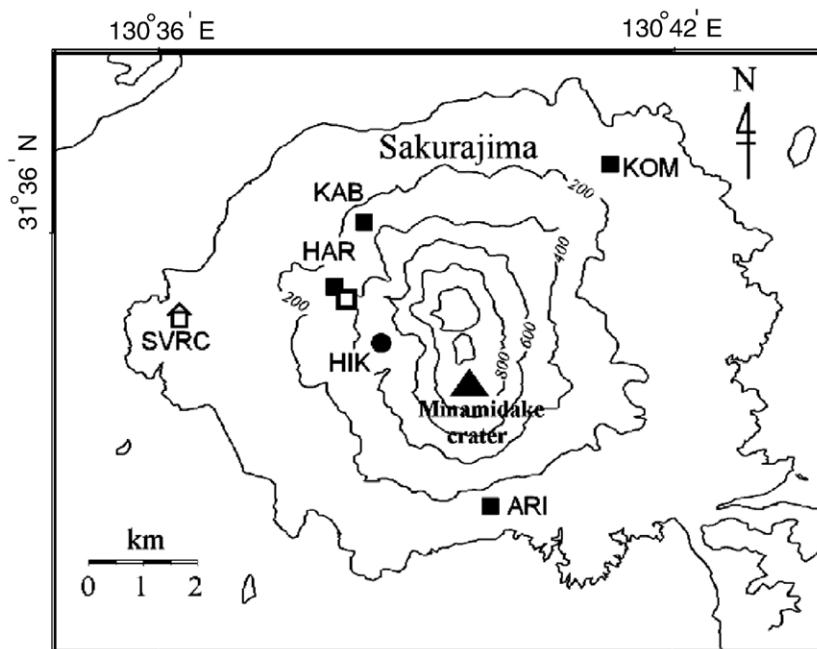 130°36' E
130°42' E
31°36' N
N
Sakurajima
200
KOM
KAB
400
HAR
200
SVRC
HIK
600
800
Minamidake
crater
ARI
km
0 1 2